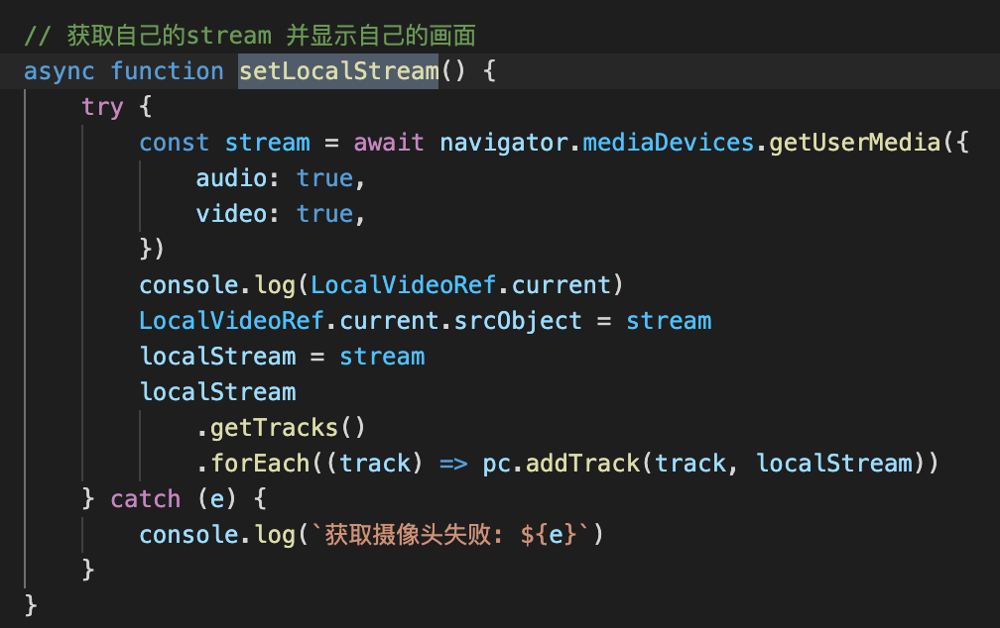 // 获取自己的stream 并显示自己的画面
async function setLocalStream() {
try {
const stream = await navigator.mediaDevices.getUserMedia({
audio: true,
video: true,
})
console.log(LocalVideoRef.current)
LocalVideoRef.current.srcObject = stream
localStream = stream
localStream
.getTracks()
.forEach((track) => pc.addTrack(track, localStream))
} catch (e) {
console.log(`获取摄像头失败: ${e}`)
}
}